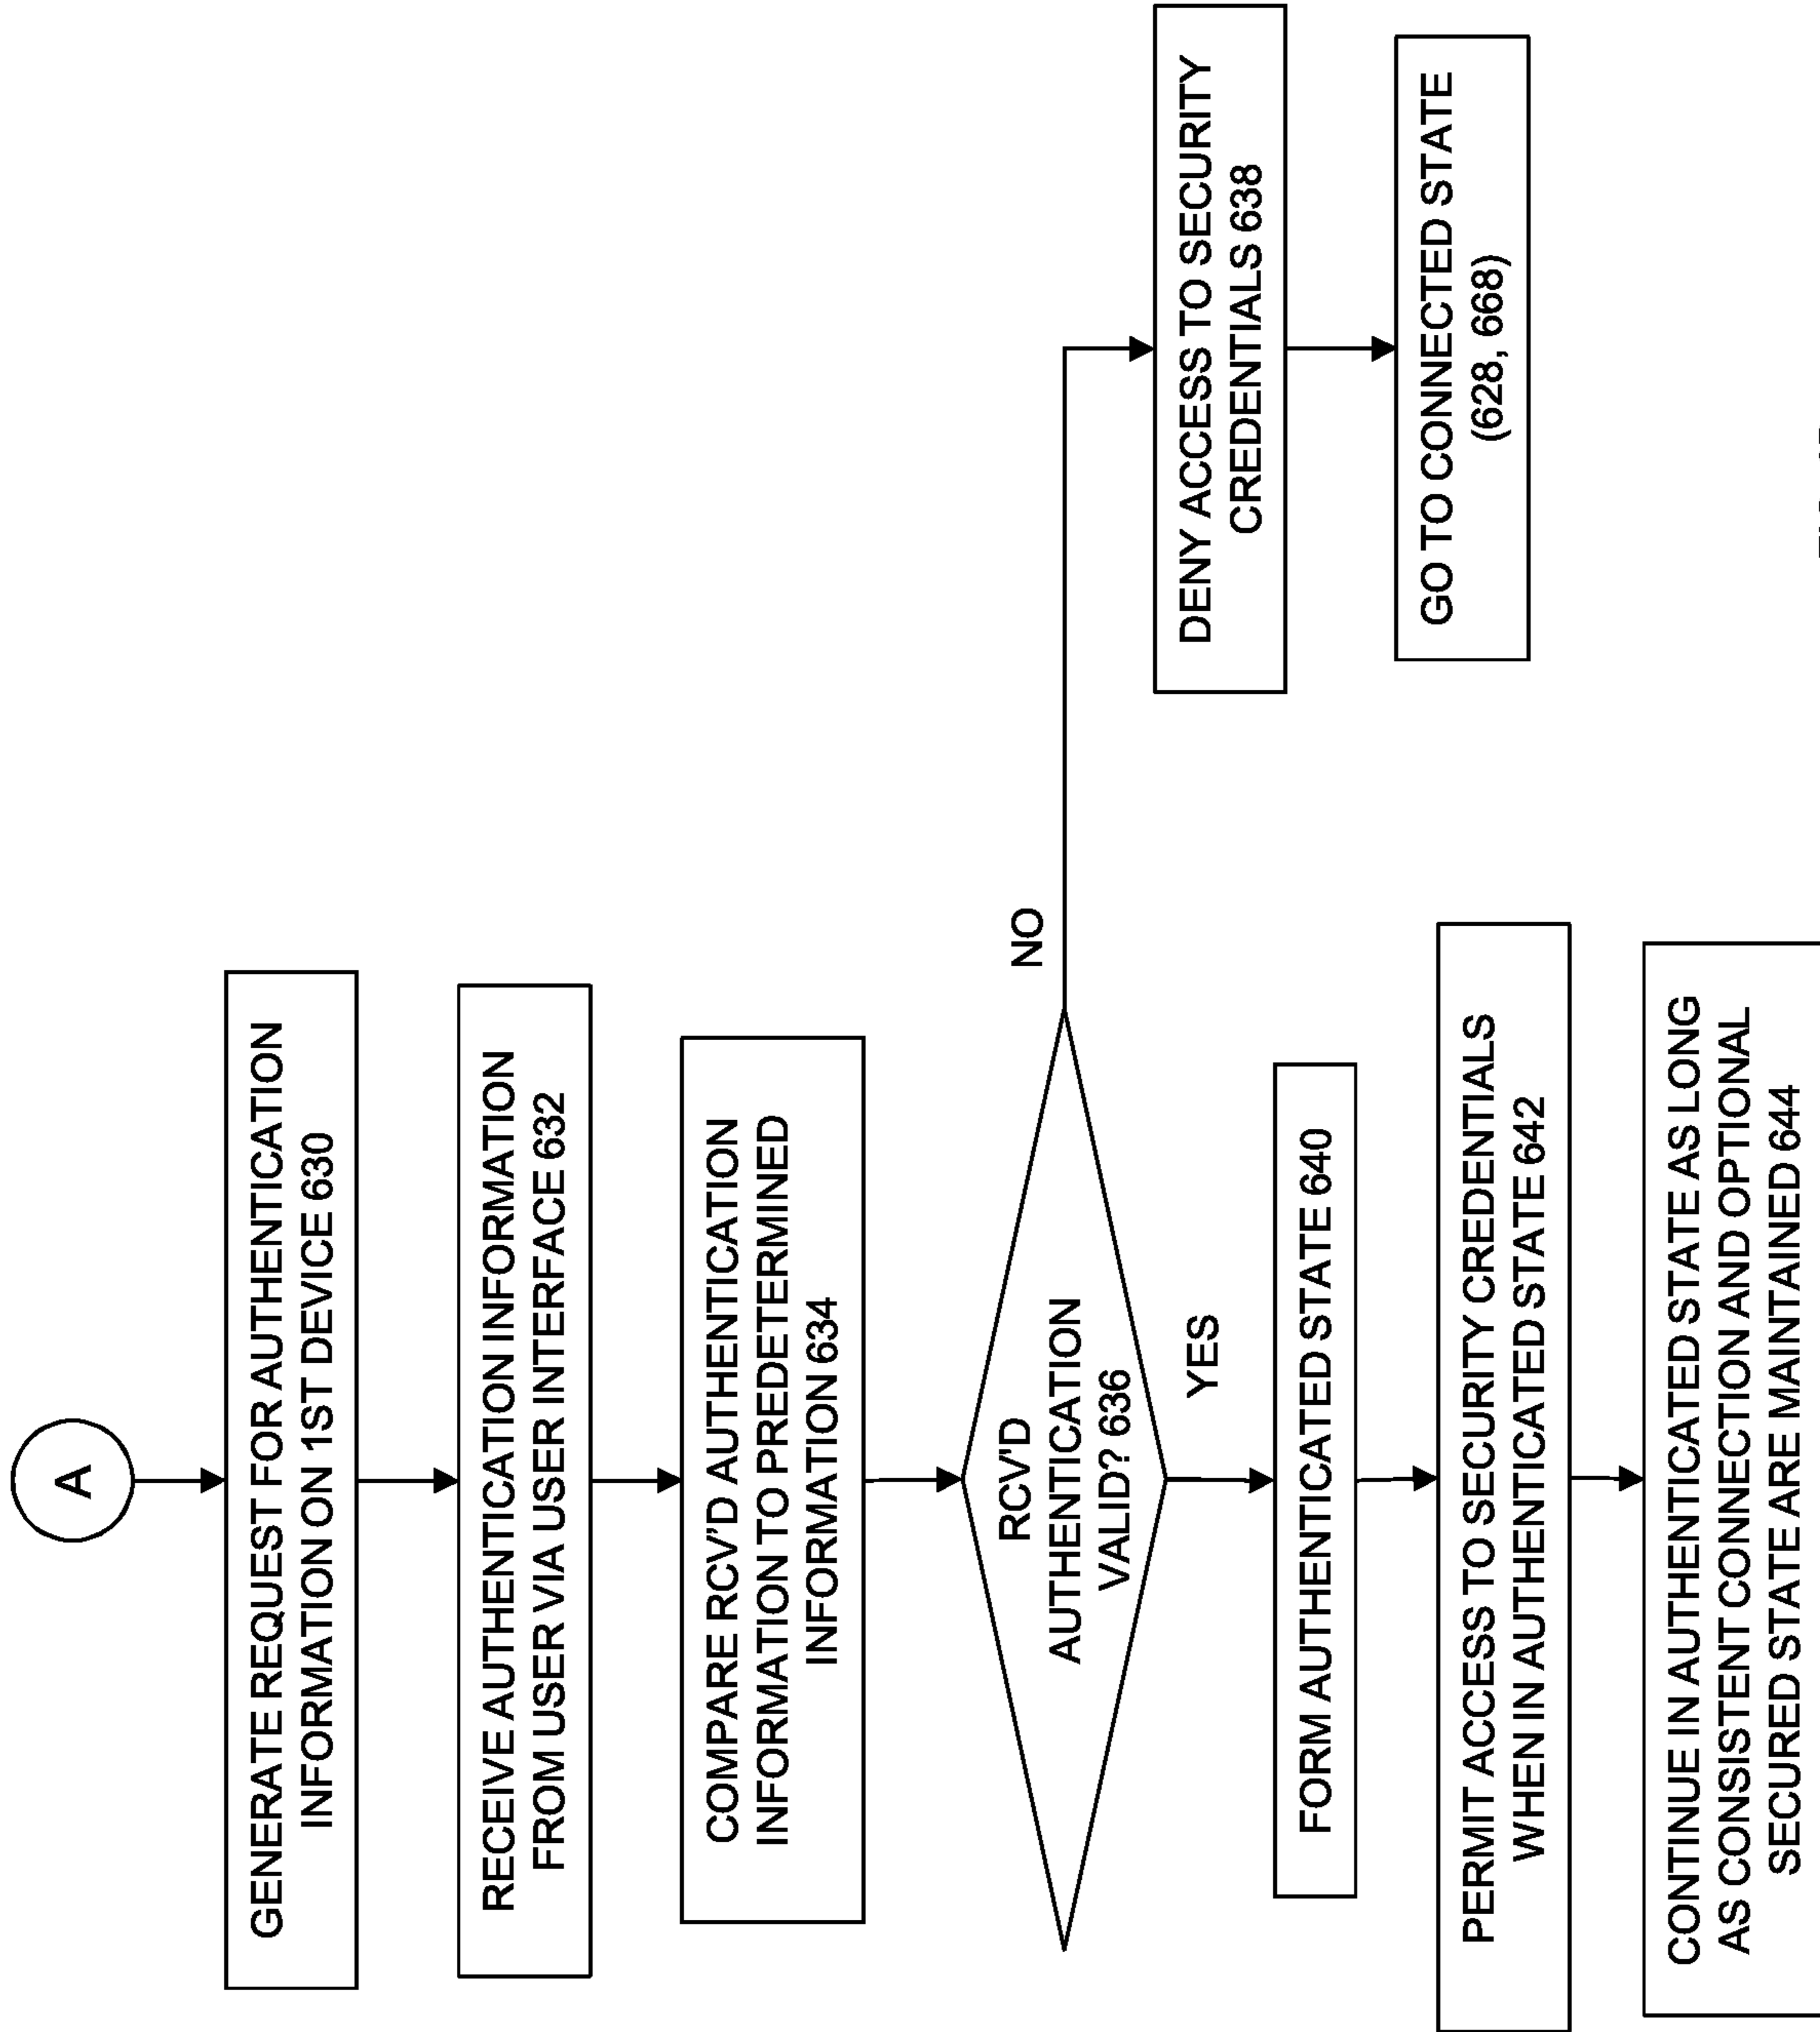 A
GENERATE REQUEST FOR AUTHENTICATION
INFORMATION ON 1ST DEVICE 630
RECEIVE AUTHENTICATION INFORMATION
FROM USER VIA USER INTERFACE 632
COMPARE RCV'D AUTHENTICATION
INFORMATION TO PREDETERMINED
INFORMATION 634
RCV'D
AUTHENTICATION
VALID? 636
NO
DENY ACCESS TO SECURITY
CREDENTIALS 638
GO TO CONNECTED STATE
(628, 668)
YES
FORM AUTHENTICATED STATE 640
PERMIT ACCESS TO SECURITY CREDENTIALS
WHEN IN AUTHENTICATED STATE 642
CONTINUE IN AUTHENTICATED STATE AS LONG
AS CONSISTENT CONNECTION AND OPTIONAL
SECURED STATE ARE MAINTAINED 644